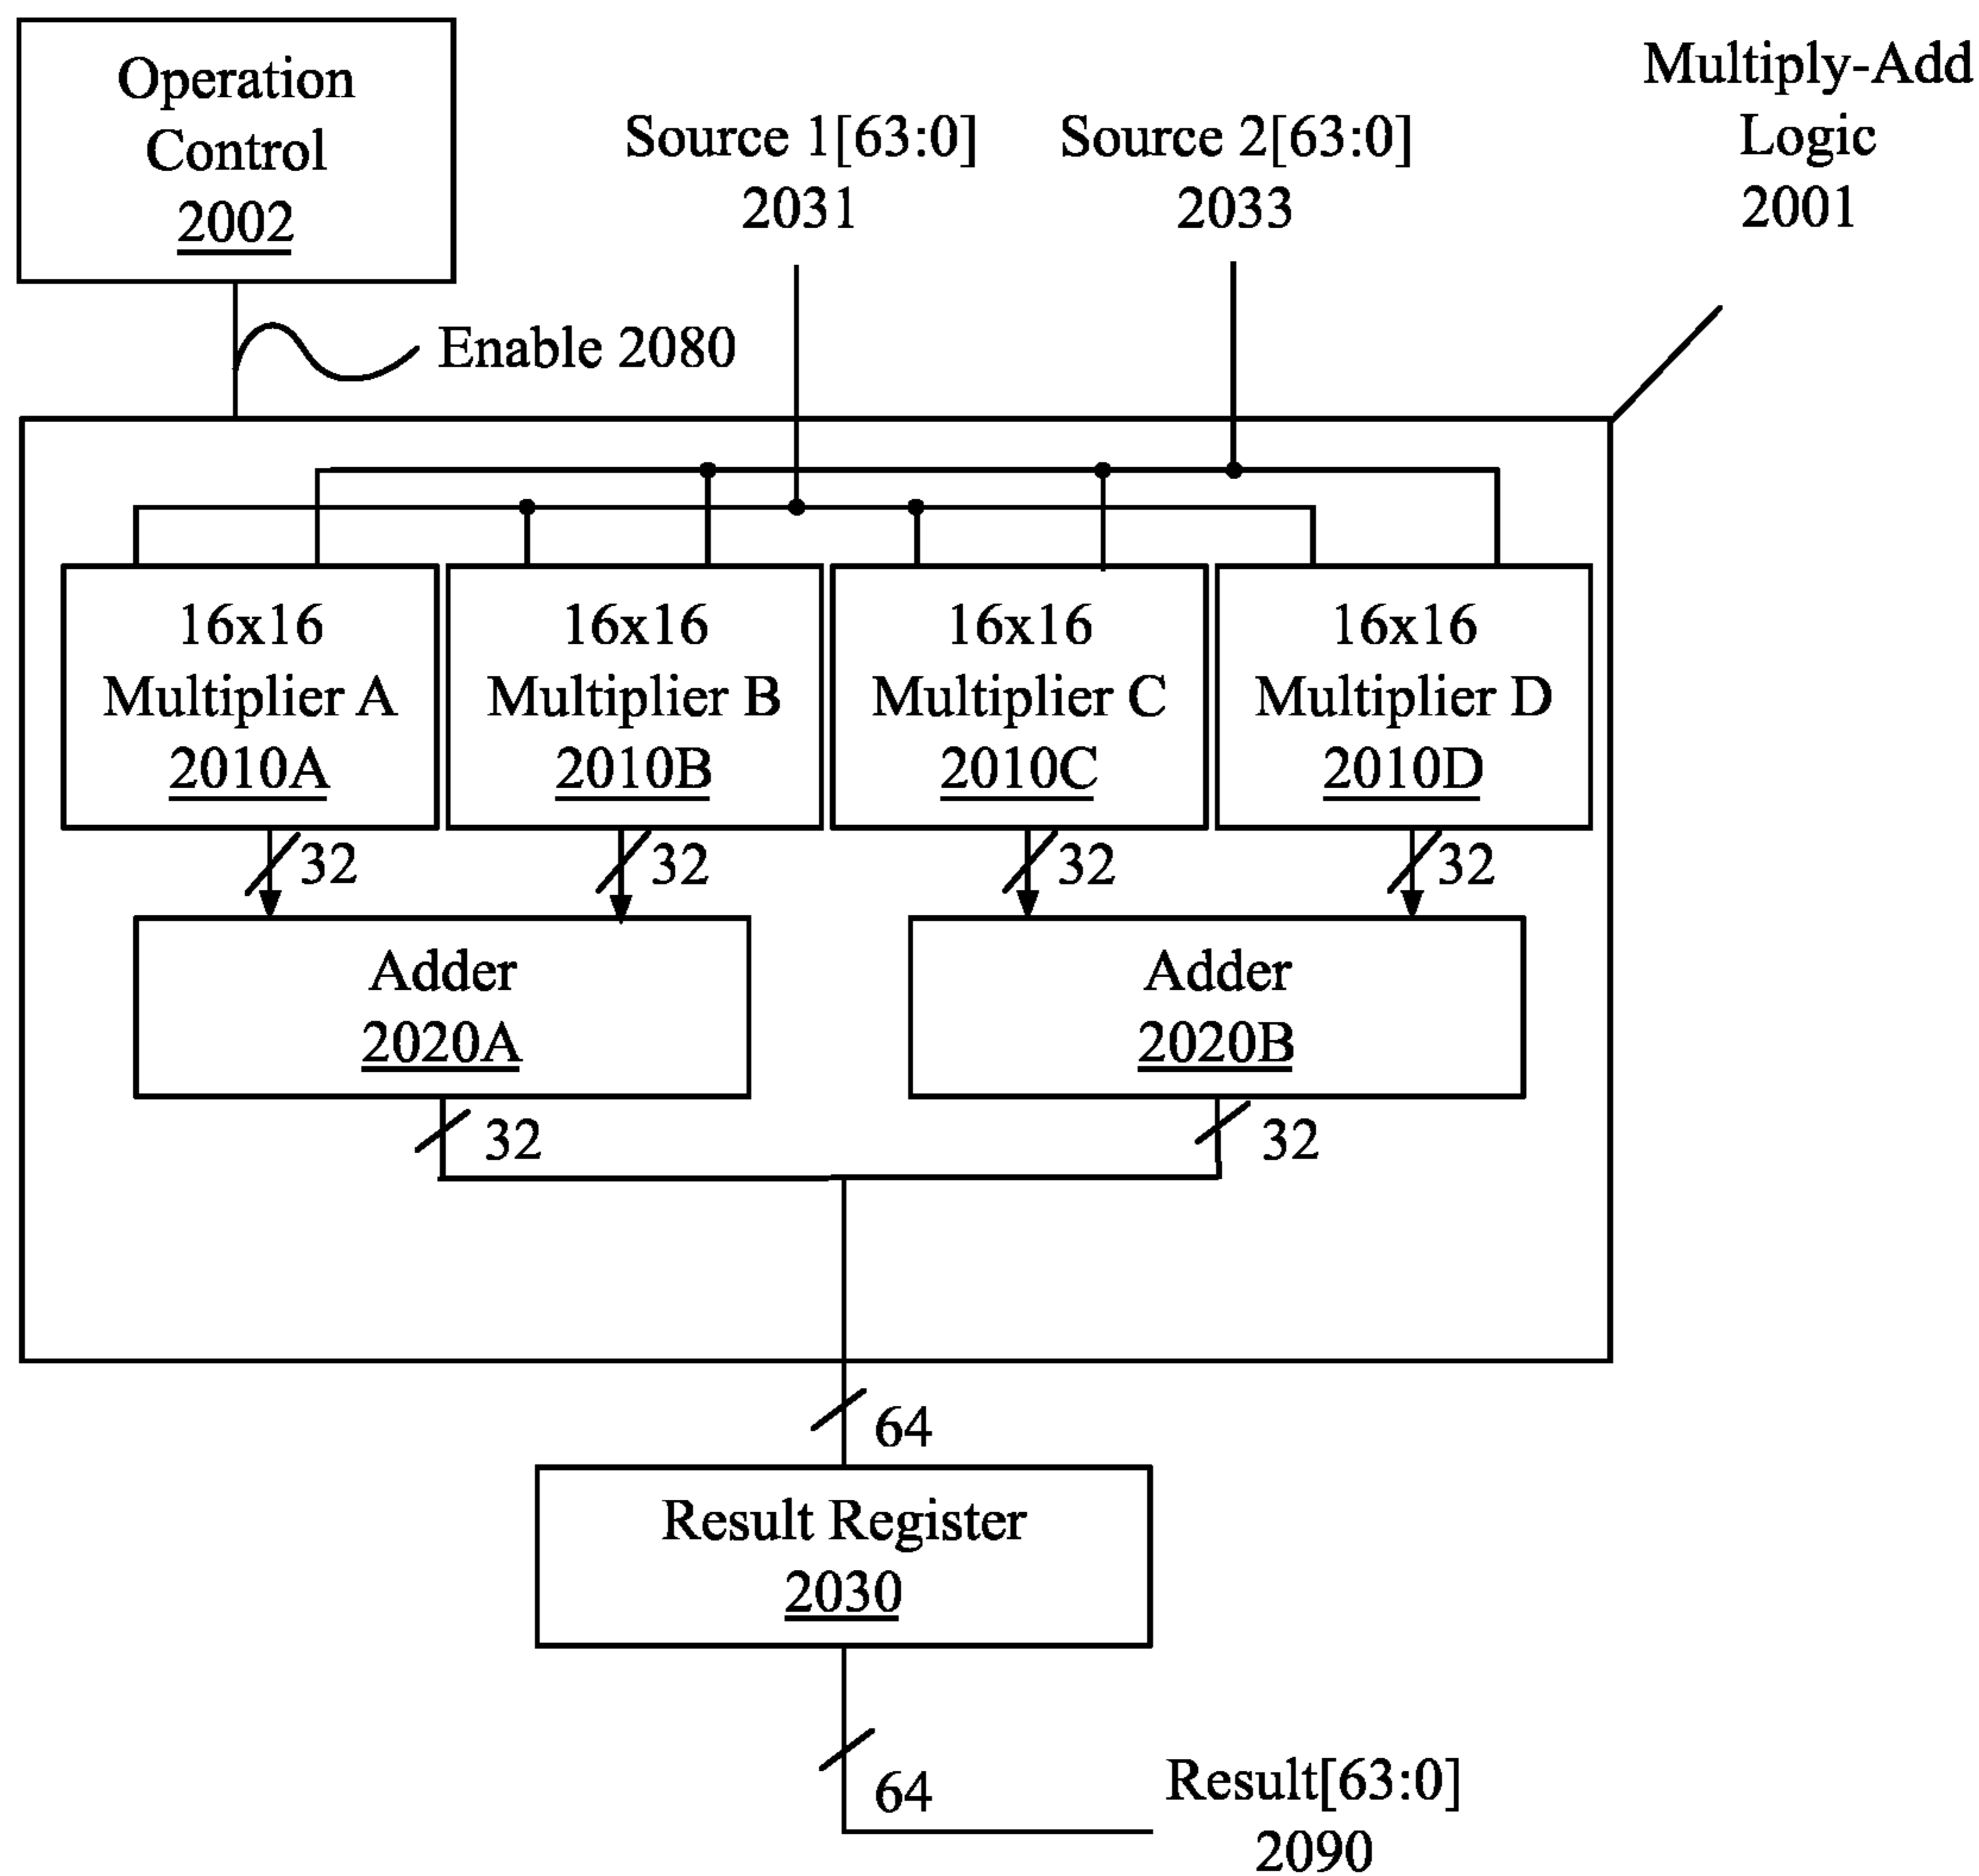 Operation
Control
2002
Source 1[63:0]
2031
Source 2[63:0]
2033
Multiply-Add
Logic
2001
Enable 2080
16x16
Multiplier A
2010A
16x16
Multiplier B
2010B
16x16
Multiplier C
2010C
16x16
Multiplier D
2010D
32
32
32
32
Adder
2020A
Adder
2020B
32
32
64
Result Register
2030
64
Result[63:0]
2090